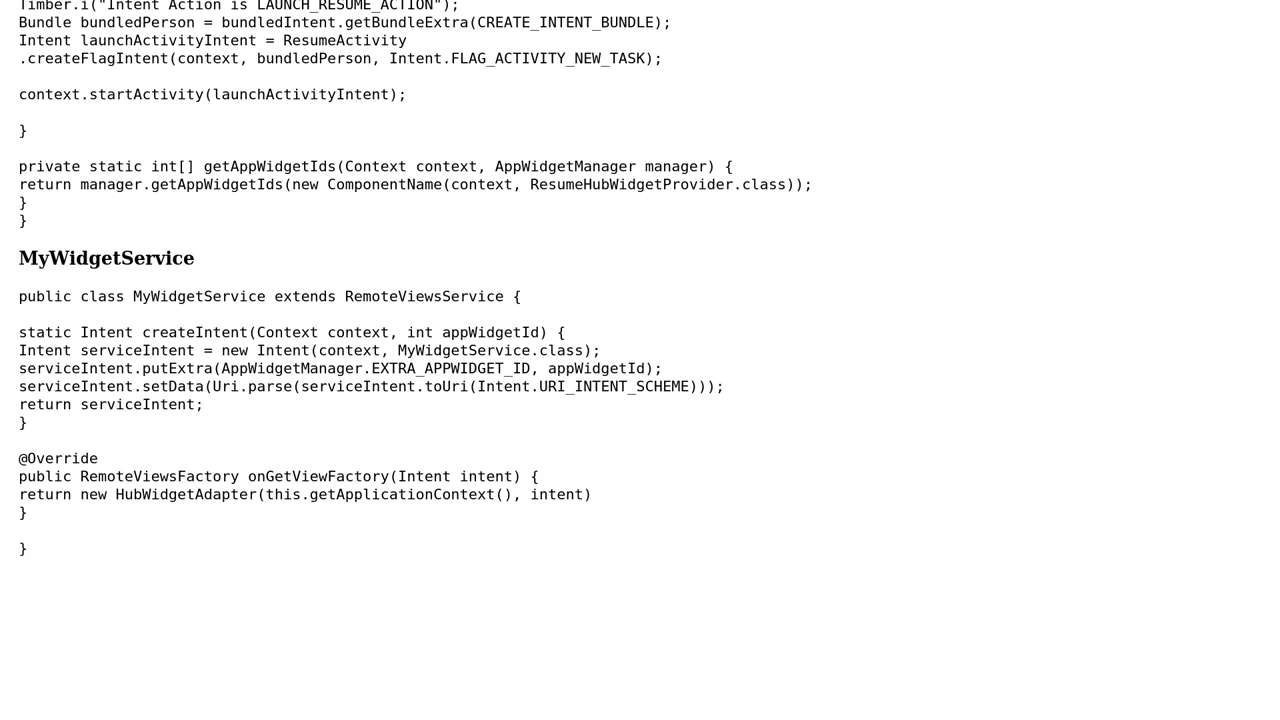 Timber.i("Intent Action is LAUNCH_RESUME_ACTION");
Bundle bundledPerson = bundledIntent.getBundleExtra(CREATE_INTENT_BUNDLE);
Intent launchActivityIntent = ResumeActivity
.createFlagIntent(context, bundledPerson, Intent.FLAG_ACTIVITY_NEW_TASK);
context.startActivity(launchActivityIntent);
}
private static int[] getAppWidgetIds(Context context, AppWidgetManager manager) {
return manager.getAppWidgetIds(new ComponentName(context, ResumeHubWidgetProvider.class));
}
}
MyWidgetService
public class MyWidgetService extends RemoteViewsService {
static Intent createIntent(Context context, int appWidgetId) {
Intent serviceIntent = new Intent(context, MyWidgetService.class);
serviceIntent.putExtra(AppWidgetManager.EXTRA_APPWIDGET_ID, appWidgetId);
serviceIntent.setData(Uri.parse(serviceIntent.toUri(Intent.URI_INTENT_SCHEME)));
return serviceIntent;
}
@Override
public RemoteViewsFactory onGetViewFactory(Intent intent) {
return new HubWidgetAdapter(this.getApplicationContext(), intent)
}
}